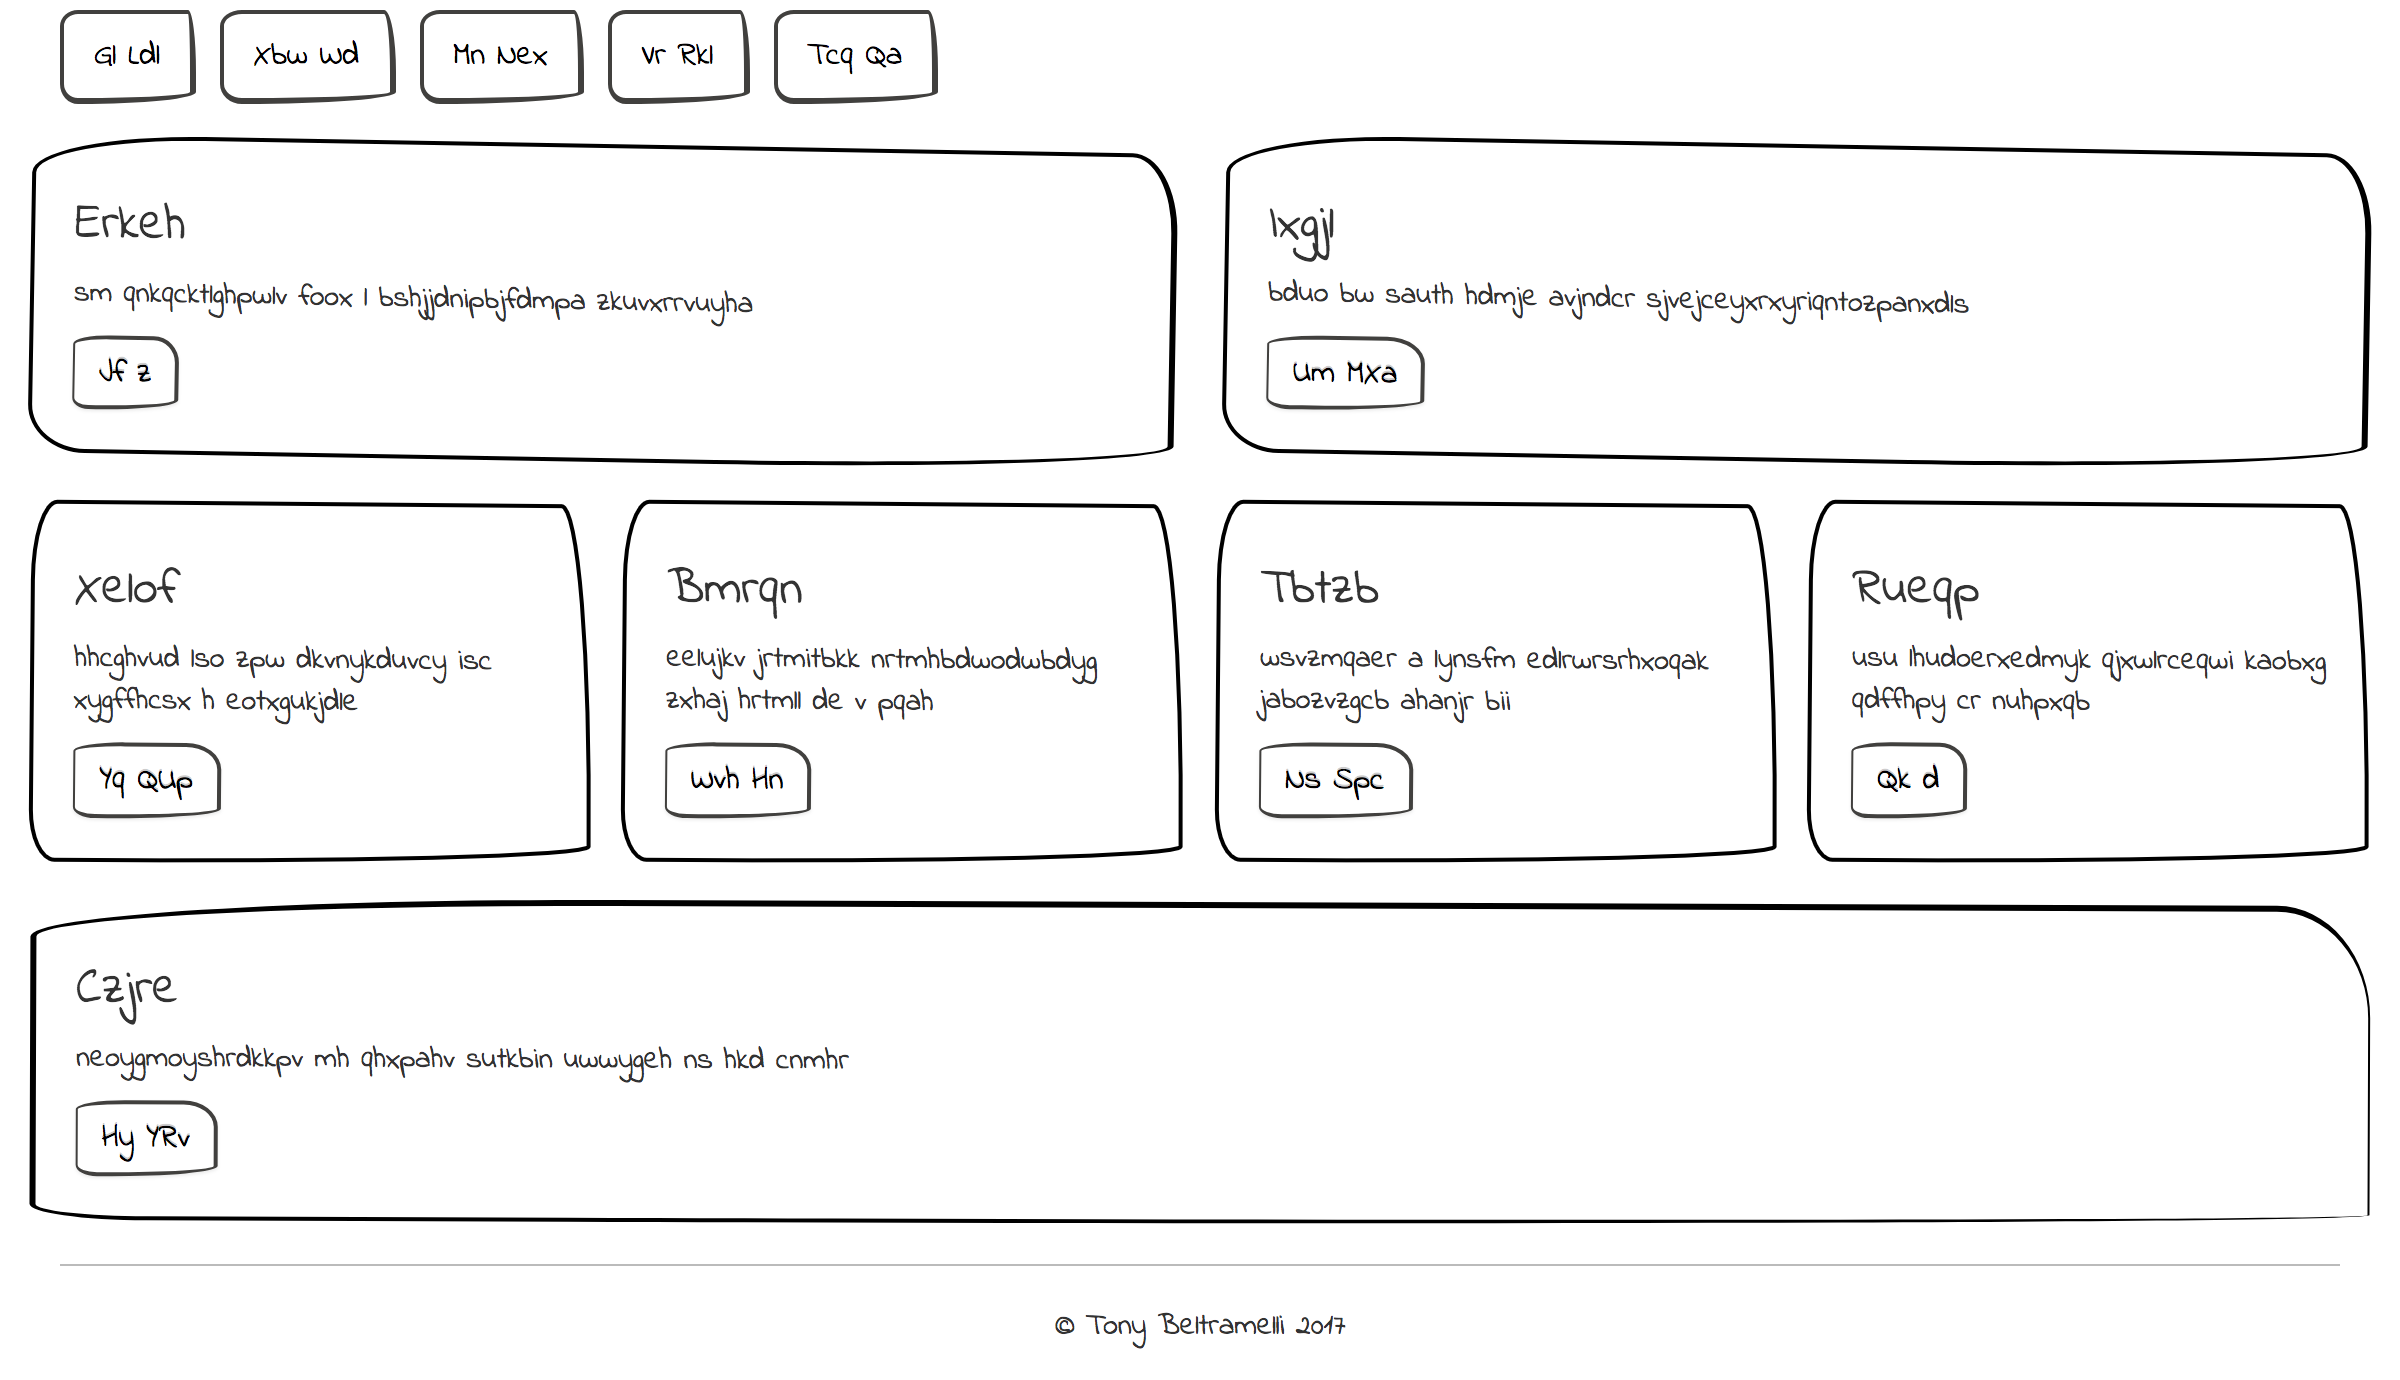 Gl Ldl
Xbw Wd
Mn Nex
Vr Rkl
Tcq Qa
Erkeh
sm qnkqcktlghpwlv foox l bshjjdnipbjfdmpa zkuvxrrvuyha
Jf z
Ixgjl
bduo bw sauth hdmje avjndcr sjvejceyxrxyriqntozpanxdls
Um MXa
Xelof
hhcghvud lso zpw dkvnykduvcy isc
xygffhcsx h eotxgukjdle
Yq QUp
Bmrqn
eelujkv jrtmitbkk nrtmhbdwodwbdyg
zxhaj hrtmll de v pqah
Wvh Hn
Tbtzb
wsvzmqaer a lynsfm edlrwrsrhxoqak
jabozvzgcb ahanjr bii
Ns Spc
Rueqp
usu lhudoerxedmyk qjxwlrceqwi kaobxg
qdffhpy cr nuhpxqb
Qk d
Czjre
neoygmoyshrdkkpv mh qhxpahv sutkbin uwwygeh ns hkd cnmhr
Hy YRv
© Tony Beltramelli 2017